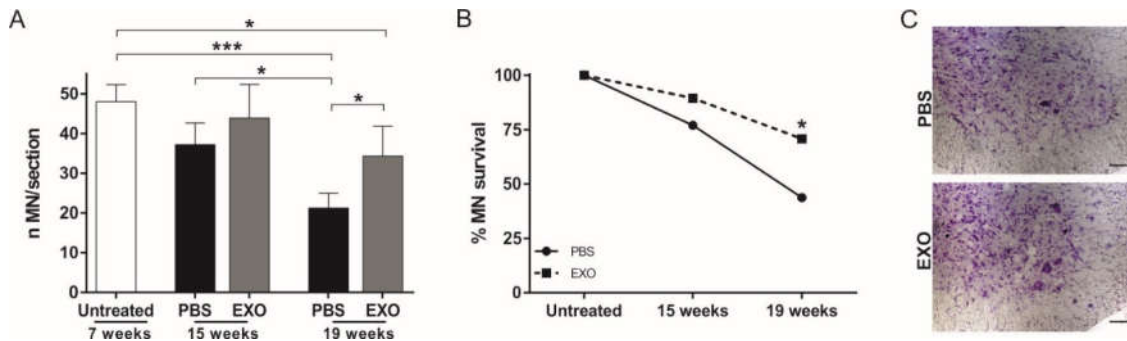 A
*
***
*
*
n MN/section
50
40
30
20
10
0
Untreated PBS EXO PBS EXO
7 weeks 15 weeks 19 weeks
B
% MN survival
100
75
50
25
0
*
PBS
EXO
Untreated 15 weeks 19 weeks
C
PBS
EXO